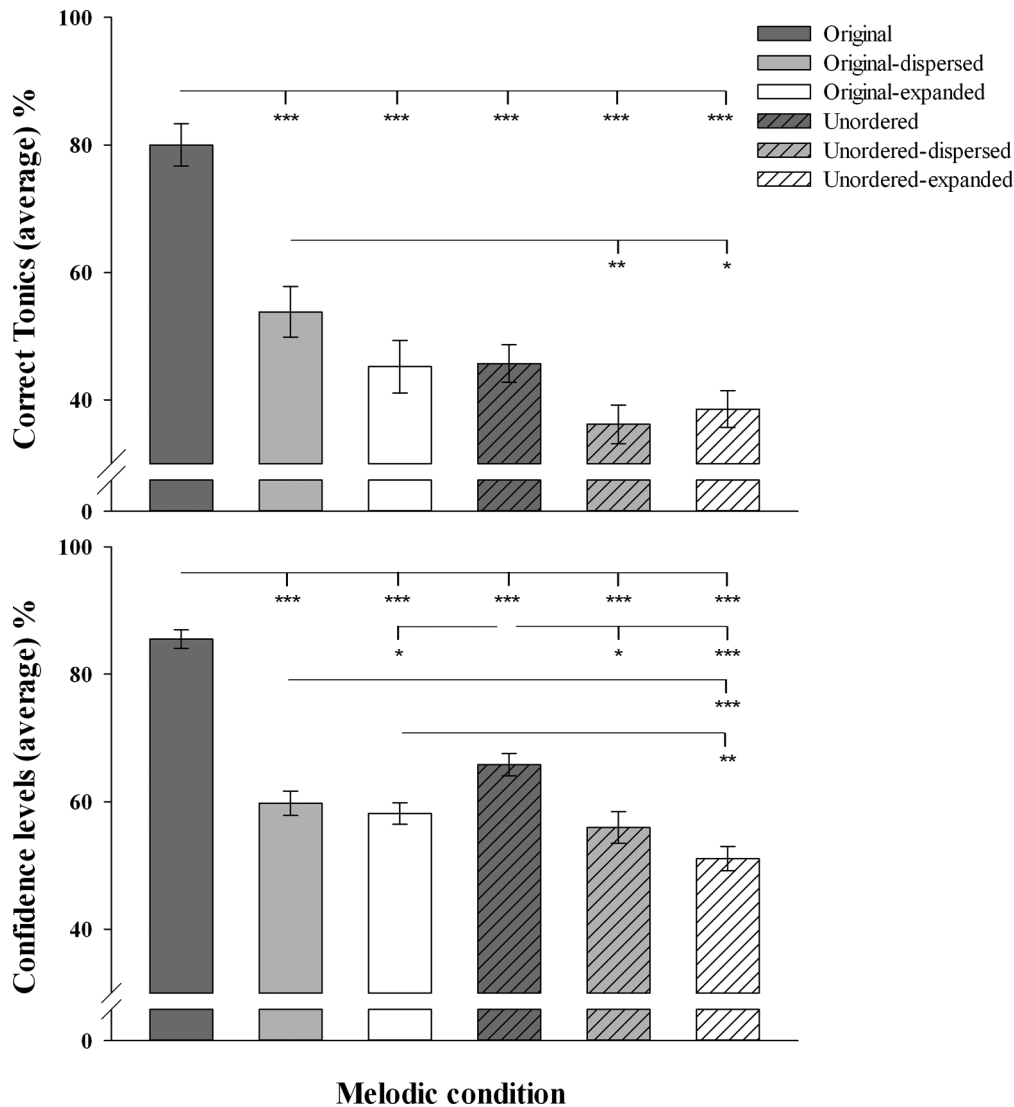 100
80
60
40
0
Correct Tonics (average) %
Original
Original-dispersed
Original-expanded
Unordered
Unordered-dispersed
Unordered-expanded
*** *** *** *** ***
** *
100
80
60
40
0
Confidence levels (average) %
*** *** *** *** ***
* * ***
***
**
Melodic condition